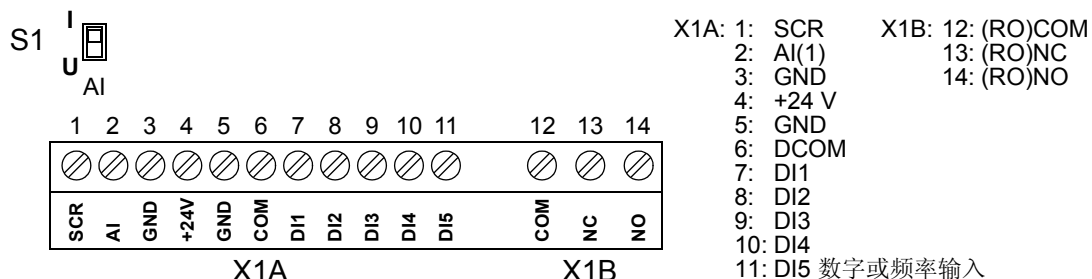 S1 I U AI
1 2 3 4 5 6 7 8 9 10 11 12 13 14
SCR AI GND +24V GND COM DI1 DI2 DI3 DI4 DI5 COM NC NO
X1A X1B
X1A: 1: SCR
2: AI(1)
3: GND
4: +24 V
5: GND
6: DCOM
7: DI1
8: DI2
9: DI3
10: DI4
11: DI5 数字或频率输入
X1B: 12: (RO)COM
13: (RO)NC
14: (RO)NO